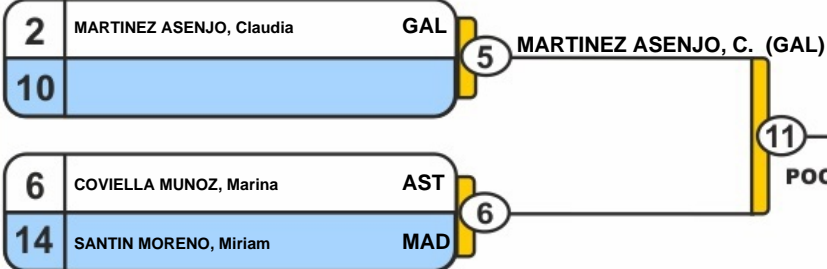 2 MARTINEZ ASENJO, Claudia GAL
5 MARTINEZ ASENJO, C. (GAL)
10
11
6 COVIELLA MUNOZ, Marina AST
6
14 SANTIN MORENO, Miriam MAD